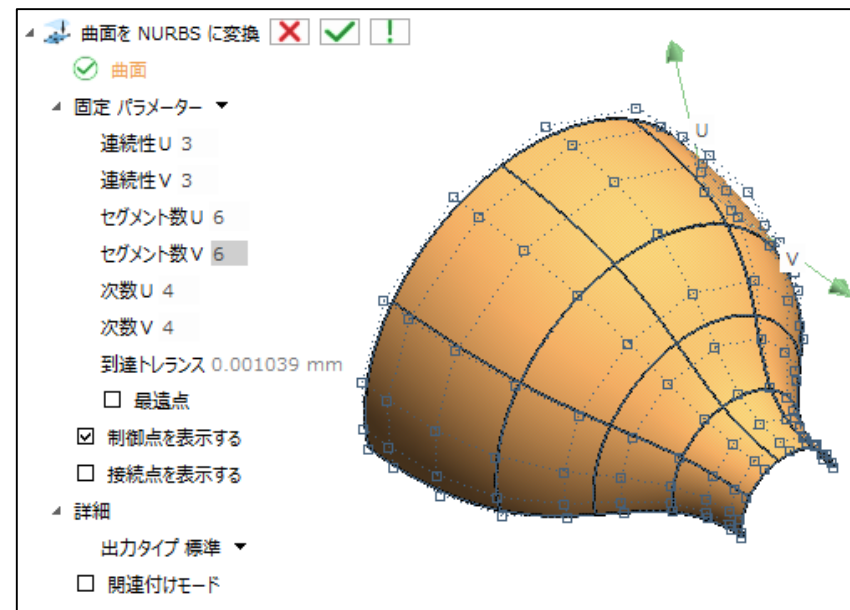 曲面を NURBS に変換
曲面
固定 パラメーター
連続性U 3
連続性V 3
セグメント数U 6
セグメント数V 6
次数U 4
次数V 4
到達トレランス 0.001039 mm
最遠点
制御点を表示する
接続点を表示する
詳細
出力タイプ 標準
関連付けモード
U
V